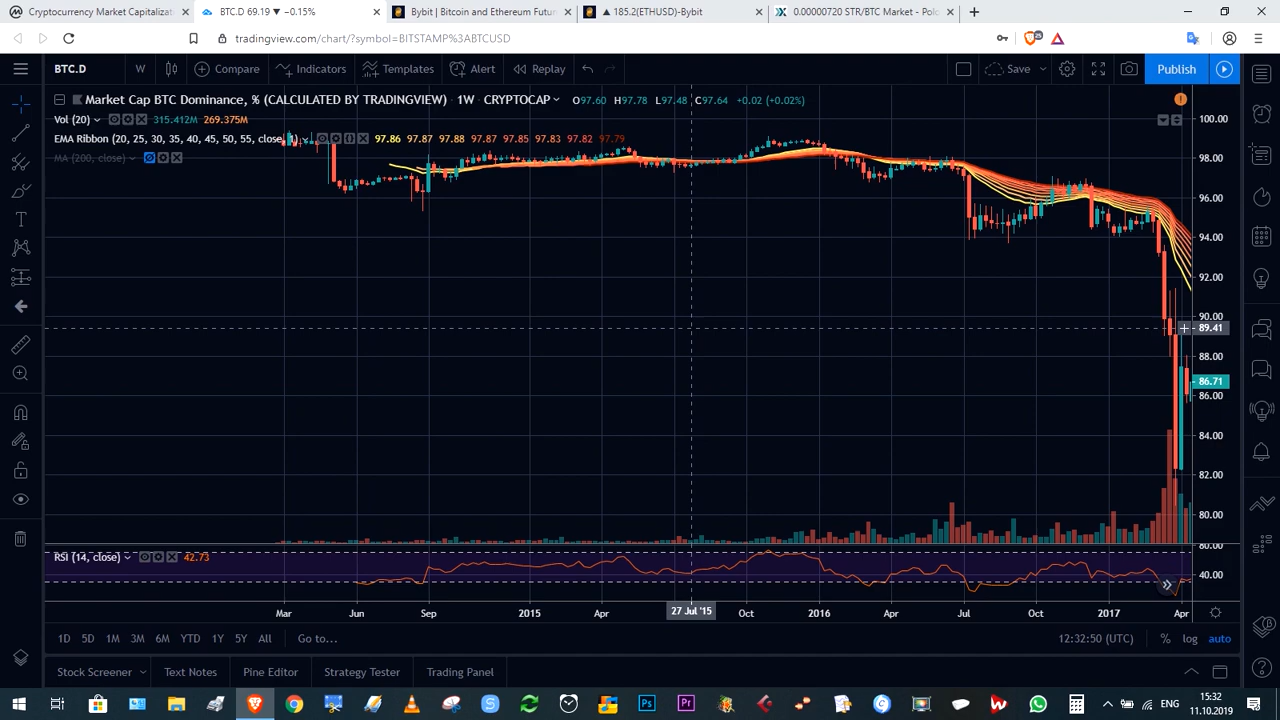 Cryptocurrency Market Capitalizati
BTC.D 69.19 ▼ −0.15%
Bybit | Bitcoin and Ethereum Futur
▲ 185.2(ETHUSD)-Bybit
0.00000720 STR/BTC Market - Polo
tradingview.com/chart/?symbol=BITSTAMP%3ABTCUSD
BTC.D W Compare Indicators Templates Alert Replay Save Publish
Market Cap BTC Dominance, % (CALCULATED BY TRADINGVIEW) 1W CRYPTOCAP O97.60 H97.78 L97.48 C97.64 +0.02 (+0.02%)
Vol (20) 315.412M 269.375M
EMA Ribbon (20, 25, 30, 35, 40, 45, 50, 55, close, 1) 97.86 97.87 97.88 97.87 97.85 97.83 97.82 97.79
MA (200, close)
100.00
98.00
96.00
94.00
92.00
90.00
89.41
88.00
86.71
86.00
84.00
82.00
80.00
RSI (14, close) 42.73
80.00
40.00
Mar Jun Sep 2015 Apr 27 Jul '15 Oct 2016 Apr Jul Oct 2017 Apr
1D 5D 1M 3M 6M YTD 1Y 5Y All Go to... 12:32:50 (UTC) % log auto
Stock Screener Text Notes Pine Editor Strategy Tester Trading Panel
15:32
ENG
11.10.2019